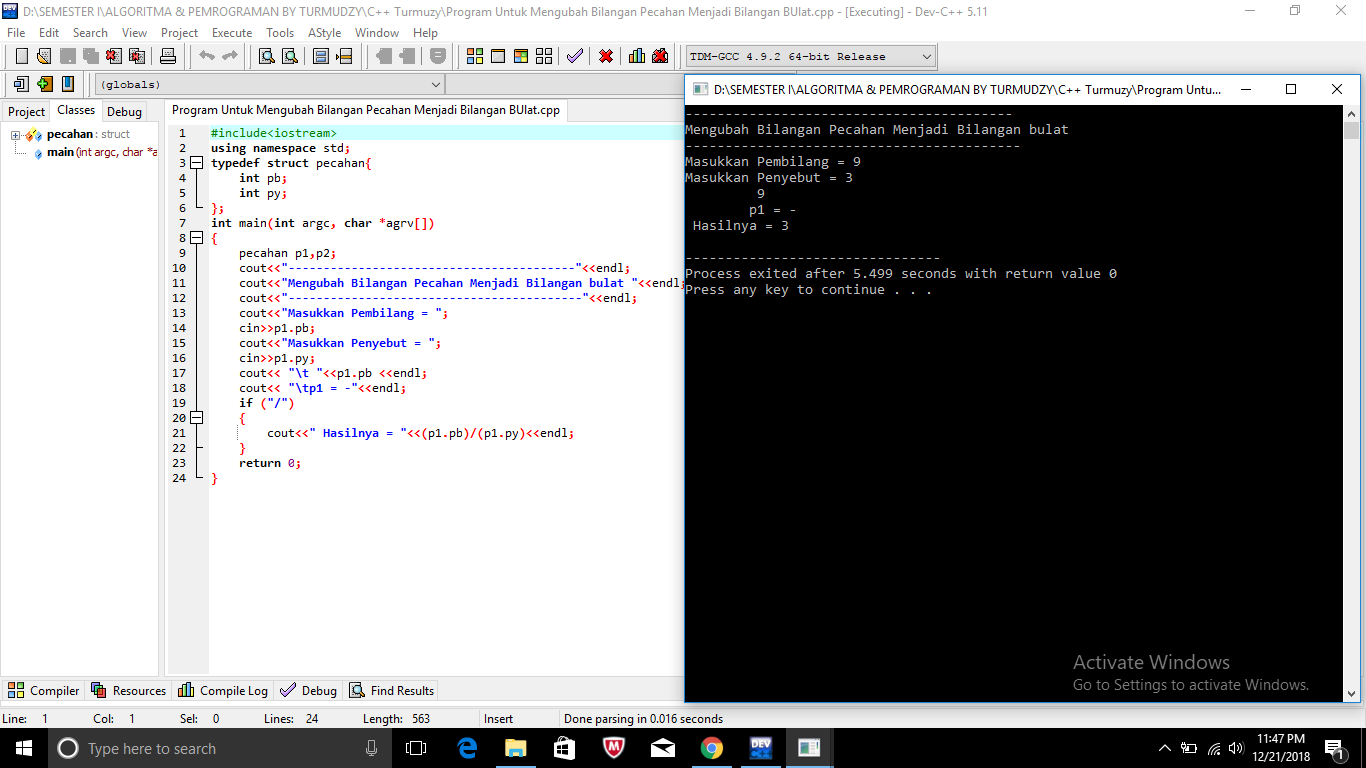 D:\SEMESTER I\ALGORITMA & PEMROGRAMAN BY TURMUDZY\C++ Turmuzy\Program Untuk Mengubah Bilangan Pecahan Menjadi Bilangan BUlat.cpp - [Executing] - Dev-C++ 5.11
File Edit Search View Project Execute Tools AStyle Window Help
TDM-GCC 4.9.2 64-bit Release
(globals)
Project Classes Debug
pecahan : struct
main (int argc, char *a
Program Untuk Mengubah Bilangan Pecahan Menjadi Bilangan BUlat.cpp
1 #include<iostream>
2 using namespace std;
3 typedef struct pecahan{
4 int pb;
5 int py;
6 };
7 int main(int argc, char *agrv[])
8 {
9 pecahan p1,p2;
10 cout<<"-----------------------------------------"<<endl;
11 cout<<"Mengubah Bilangan Pecahan Menjadi Bilangan bulat "<<endl;
12 cout<<"------------------------------------------"<<endl;
13 cout<<"Masukkan Pembilang = ";
14 cin>>p1.pb;
15 cout<<"Masukkan Penyebut = ";
16 cin>>p1.py;
17 cout<< "\t "<<p1.pb <<endl;
18 cout<< "\tp1 = -"<<endl;
19 if ("/")
20 {
21 cout<<" Hasilnya = "<<(p1.pb)/(p1.py)<<endl;
22 }
23 return 0;
24 }
D:\SEMESTER I\ALGORITMA & PEMROGRAMAN BY TURMUDZY\C++ Turmuzy\Program Untu...
-----------------------------------------
Mengubah Bilangan Pecahan Menjadi Bilangan bulat
------------------------------------------
Masukkan Pembilang = 9
Masukkan Penyebut = 3
9
p1 = -
Hasilnya = 3
--------------------------------
Process exited after 5.499 seconds with return value 0
Press any key to continue . . .
Activate Windows
Go to Settings to activate Windows.
Compiler Resources Compile Log Debug Find Results
Line: 1 Col: 1 Sel: 0 Lines: 24 Length: 563 Insert Done parsing in 0.016 seconds
Type here to search
DEV
11:47 PM
12/21/2018
1